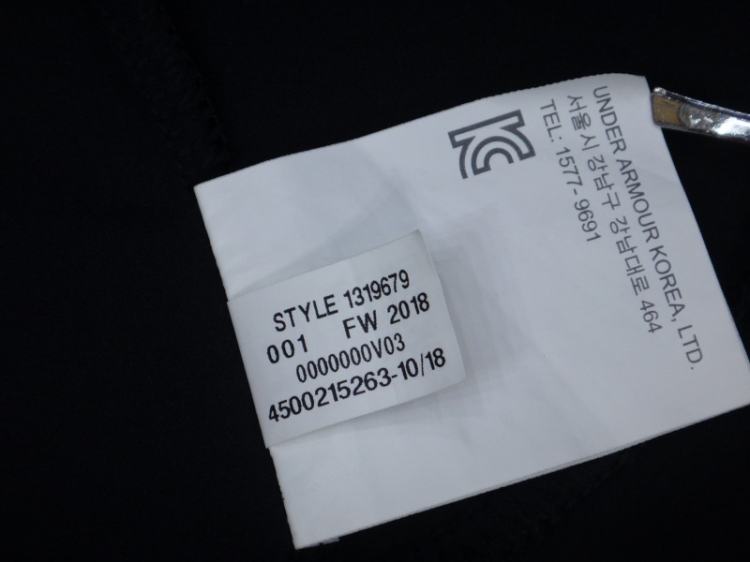 UNDER ARMOUR KOREA, LTD.
서울시 강남구 강남대로 464
TEL: 1577-9691
STYLE 1319679
001 FW 2018
0000000V03
4500215263-10/18